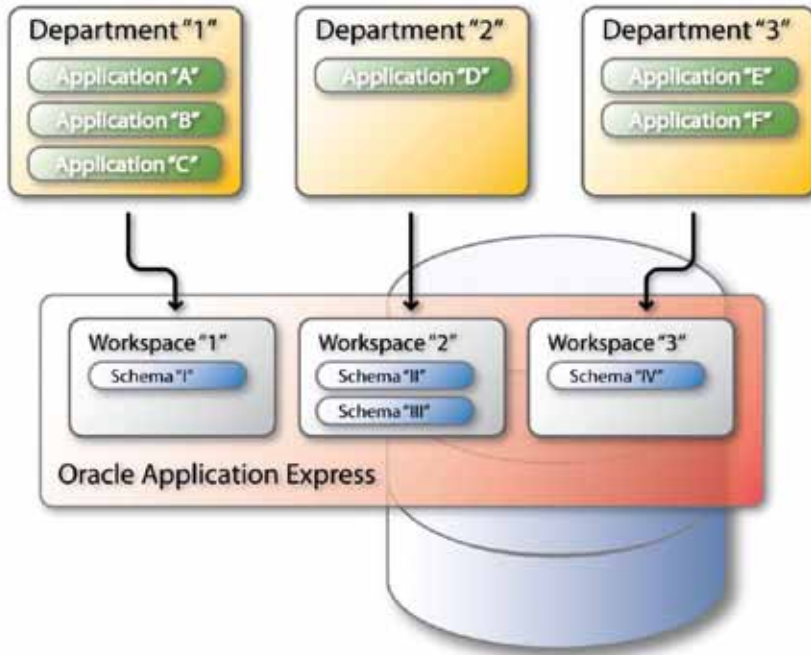 Department "1"
Application "A"
Application "B"
Application "C"
Department "2"
Application "D"
Department "3"
Application "E"
Application "F"
Workspace "1"
Schema "I"
Workspace "2"
Schema "II"
Schema "III"
Workspace "3"
Schema "IV"
Oracle Application Express